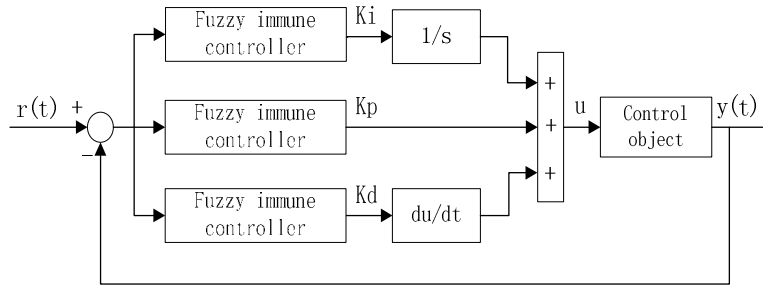 Fuzzy immune
controller
Ki
1/s
r(t)
+
−
Fuzzy immune
controller
Kp
+
+
+
u
Control
object
y(t)
Fuzzy immune
controller
Kd
du/dt